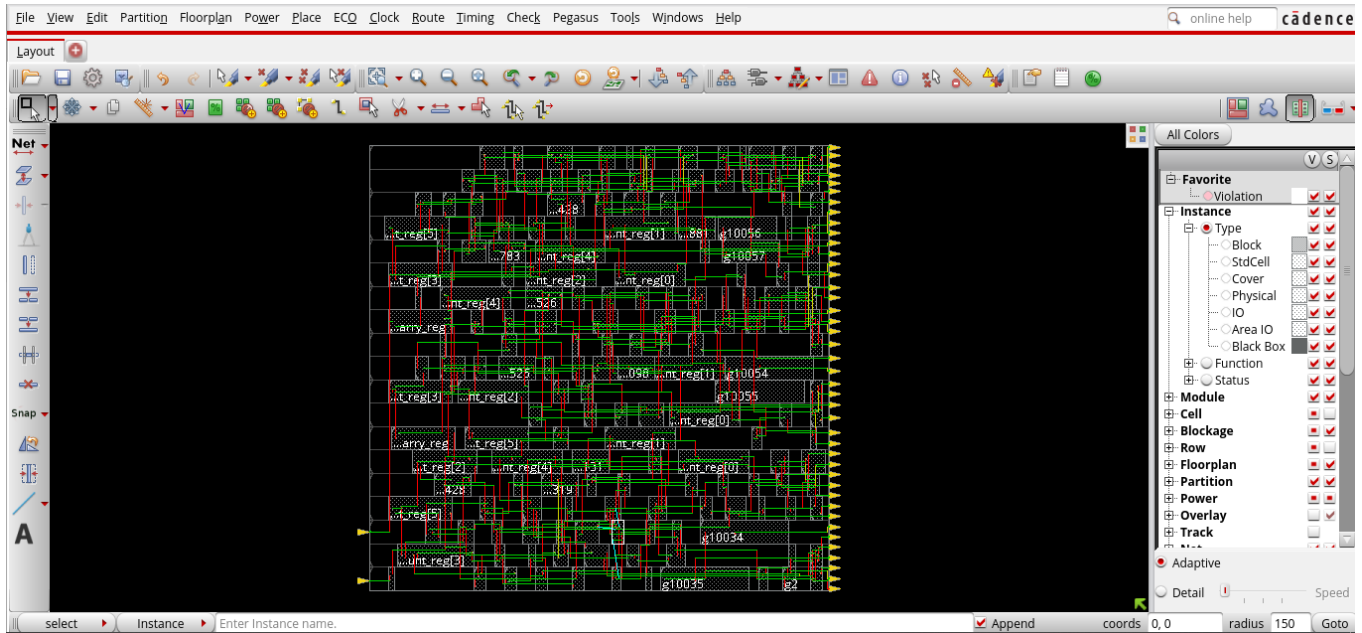 File View Edit Partition Floorplan Power Place ECO Clock Route Timing Check Pegasus Tools Windows Help online help cādence
Layout
All Colors
Net
V S
Favorite
Violation
Instance
Type
Block
StdCell
Cover
Physical
IO
Area IO
Black Box
Function
Status
Module
Cell
Blockage
Row
Floorplan
Partition
Power
Overlay
Track
Snap
A
...428
...t_reg[5] ...nt_reg[1] ...881 g10056
...783 ...nt_reg[4] g10057
...t_reg[3] ...nt_reg[2] ...nt_reg[0]
...nt_reg[4] ...526
...arry_reg
...526 ...098 ...nt_reg[1] g10054
...t_reg[3] ...nt_reg[2] g10055
...nt_reg[0]
...arry_reg ...t_reg[5] ...nt_reg[1]
...t_reg[2] ...nt_reg[4] ...131 ...nt_reg[0]
...428 ...319
...t_reg[5]
g10034
...unt_reg[3]
g10035 g2
Adaptive
Detail Speed
select Instance Enter Instance name. Append coords 0, 0 radius 150 Goto